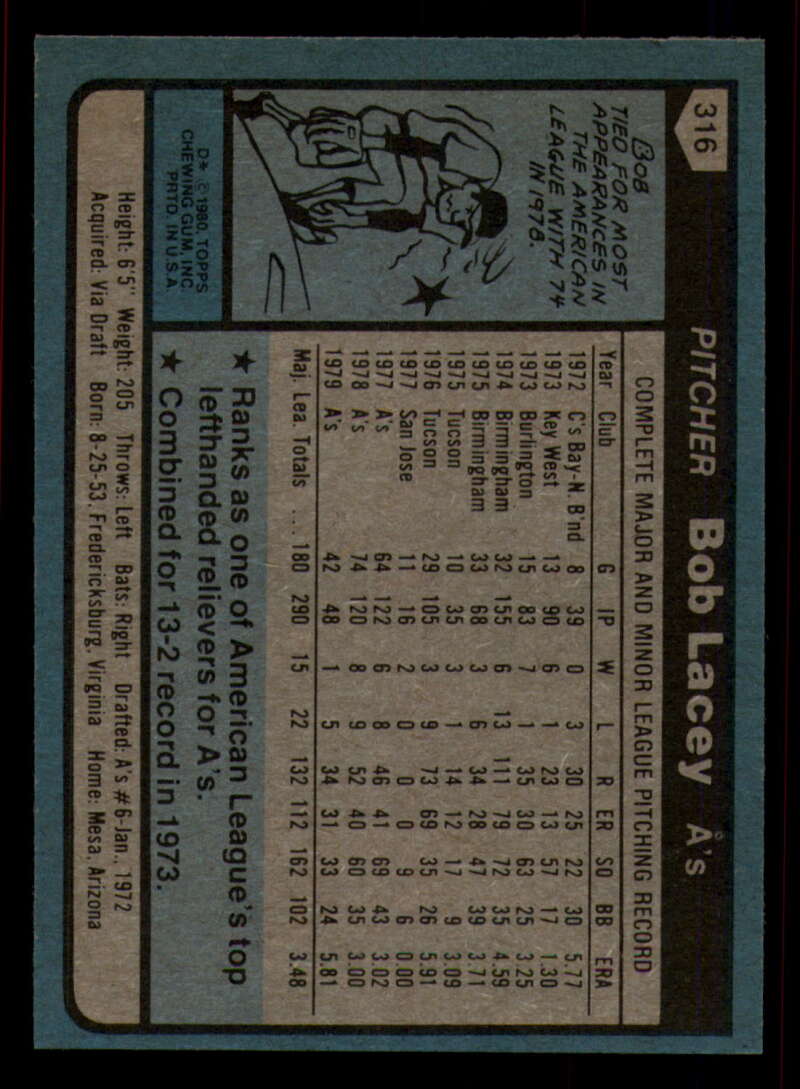 316
PITCHER Bob Lacey A's
Bob
TIED FOR MOST
APPEARANCES IN
THE AMERICAN
LEAGUE WITH 74
IN 1978.
D* © 1980, TOPPS
CHEWING GUM, INC.
PRTD. IN U.S.A.
COMPLETE MAJOR AND MINOR LEAGUE PITCHING RECORD
Year Club G IP W L R ER SO BB ERA
1972 C's Bay-N. B'nd 8 39 0 3 30 25 22 30 5.77
1973 Key West 13 90 6 1 23 13 57 17 1.30
1973 Burlington 15 83 7 1 35 30 63 25 3.25
1974 Birmingham 32 155 6 13 111 79 72 35 4.59
1975 Birmingham 33 68 3 6 34 28 47 39 3.71
1975 Tucson 10 35 3 1 14 12 17 9 3.09
1976 Tucson 29 105 3 9 73 69 35 26 5.91
1977 San Jose 11 16 2 0 0 0 9 6 0.00
1977 A's 64 122 6 8 46 41 69 43 3.02
1978 A's 74 120 8 9 52 40 60 35 3.00
1979 A's 42 48 1 5 34 31 33 24 5.81
Maj. Lea. Totals ... 180 290 15 22 132 112 162 102 3.48
★ Ranks as one of American League's top
lefthanded relievers for A's.
★ Combined for 13-2 record in 1973.
Height: 6'5" Weight: 205 Throws: Left Bats: Right Drafted: A's #6-Jan., 1972
Acquired: Via Draft Born: 8-25-53, Fredericksburg, Virginia Home: Mesa, Arizona